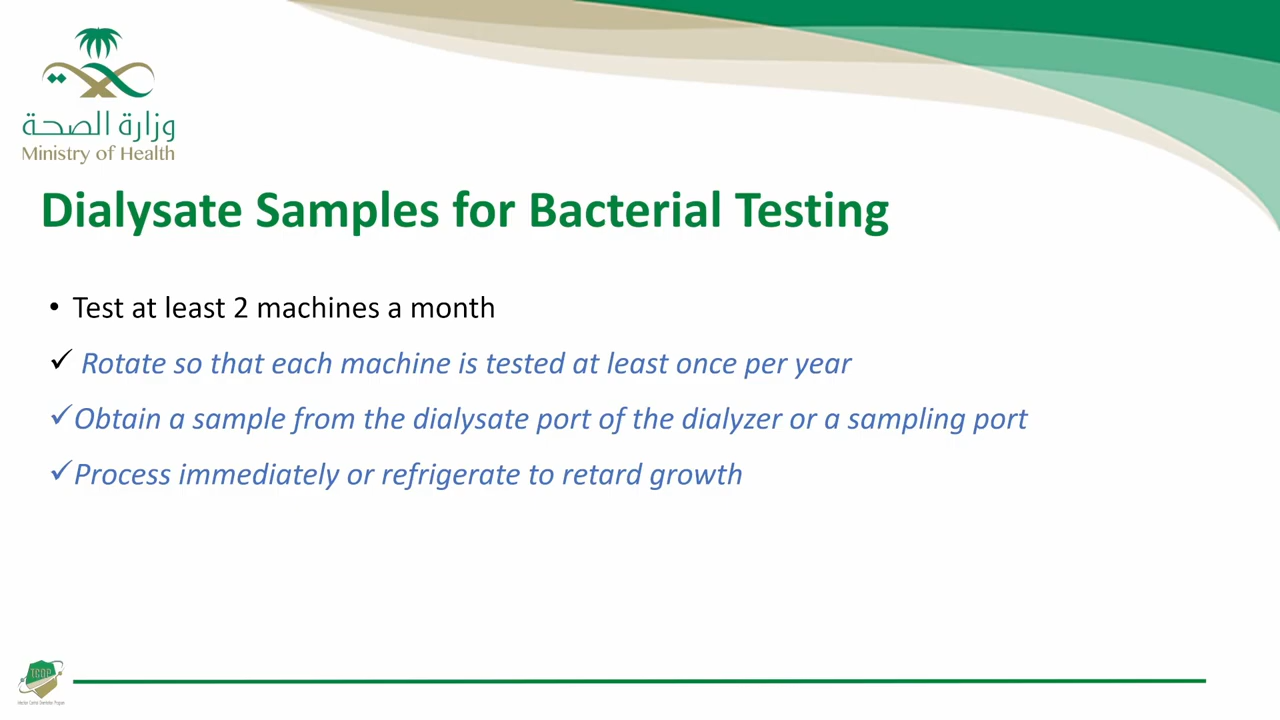 وزارة الصحة
Ministry of Health
Dialysate Samples for Bacterial Testing
• Test at least 2 machines a month
✓ Rotate so that each machine is tested at least once per year
✓Obtain a sample from the dialysate port of the dialyzer or a sampling port
✓Process immediately or refrigerate to retard growth